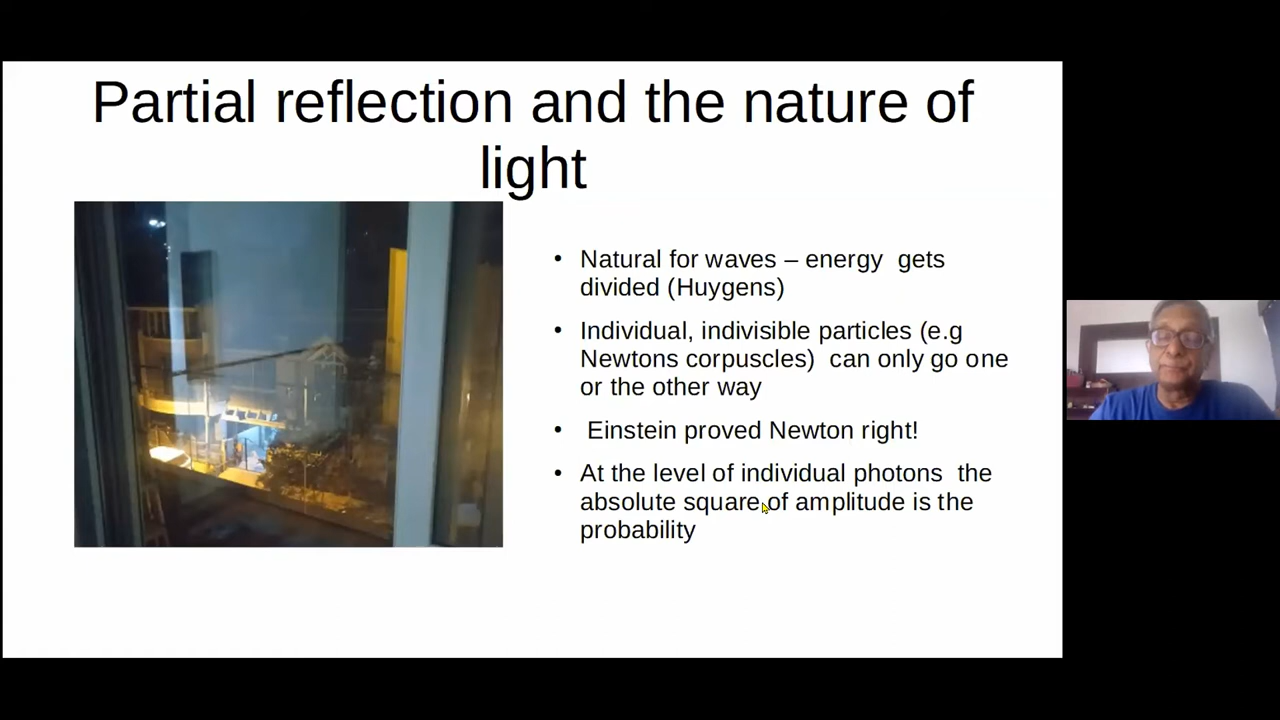 Partial reflection and the nature of
light
• Natural for waves – energy gets
divided (Huygens)
• Individual, indivisible particles (e.g
Newtons corpuscles) can only go one
or the other way
• Einstein proved Newton right!
• At the level of individual photons the
absolute square of amplitude is the
probability